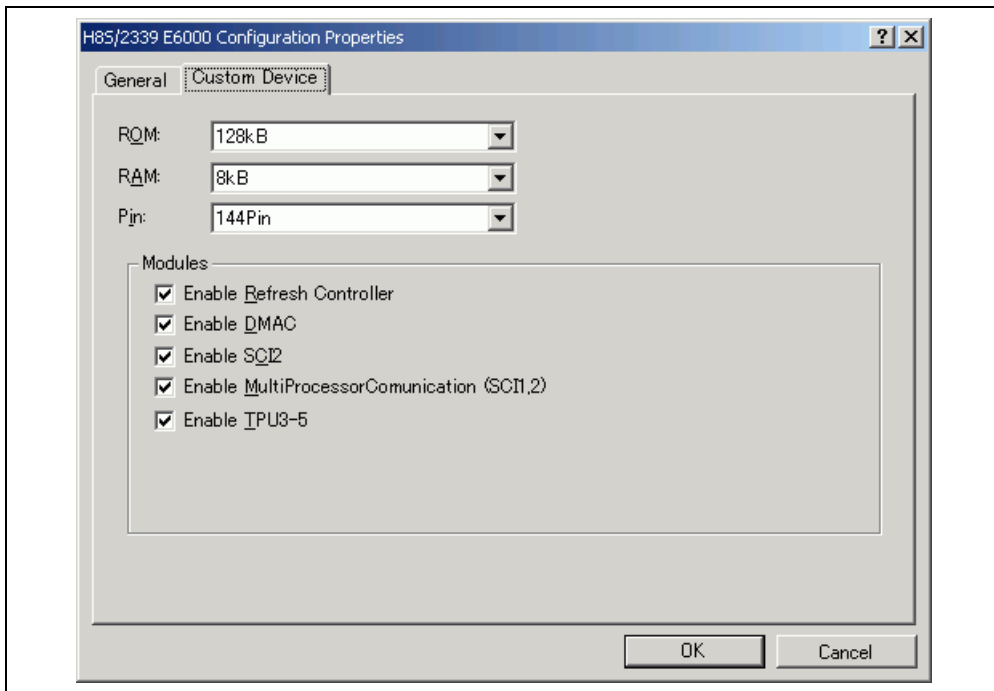 H8S/2339 E6000 Configuration Properties
General
Custom Device
ROM:
128kB
RAM:
8kB
Pin:
144Pin
Modules
Enable Refresh Controller
Enable DMAC
Enable SCI2
Enable MultiProcessorComunication (SCI1,2)
Enable TPU3-5
OK
Cancel